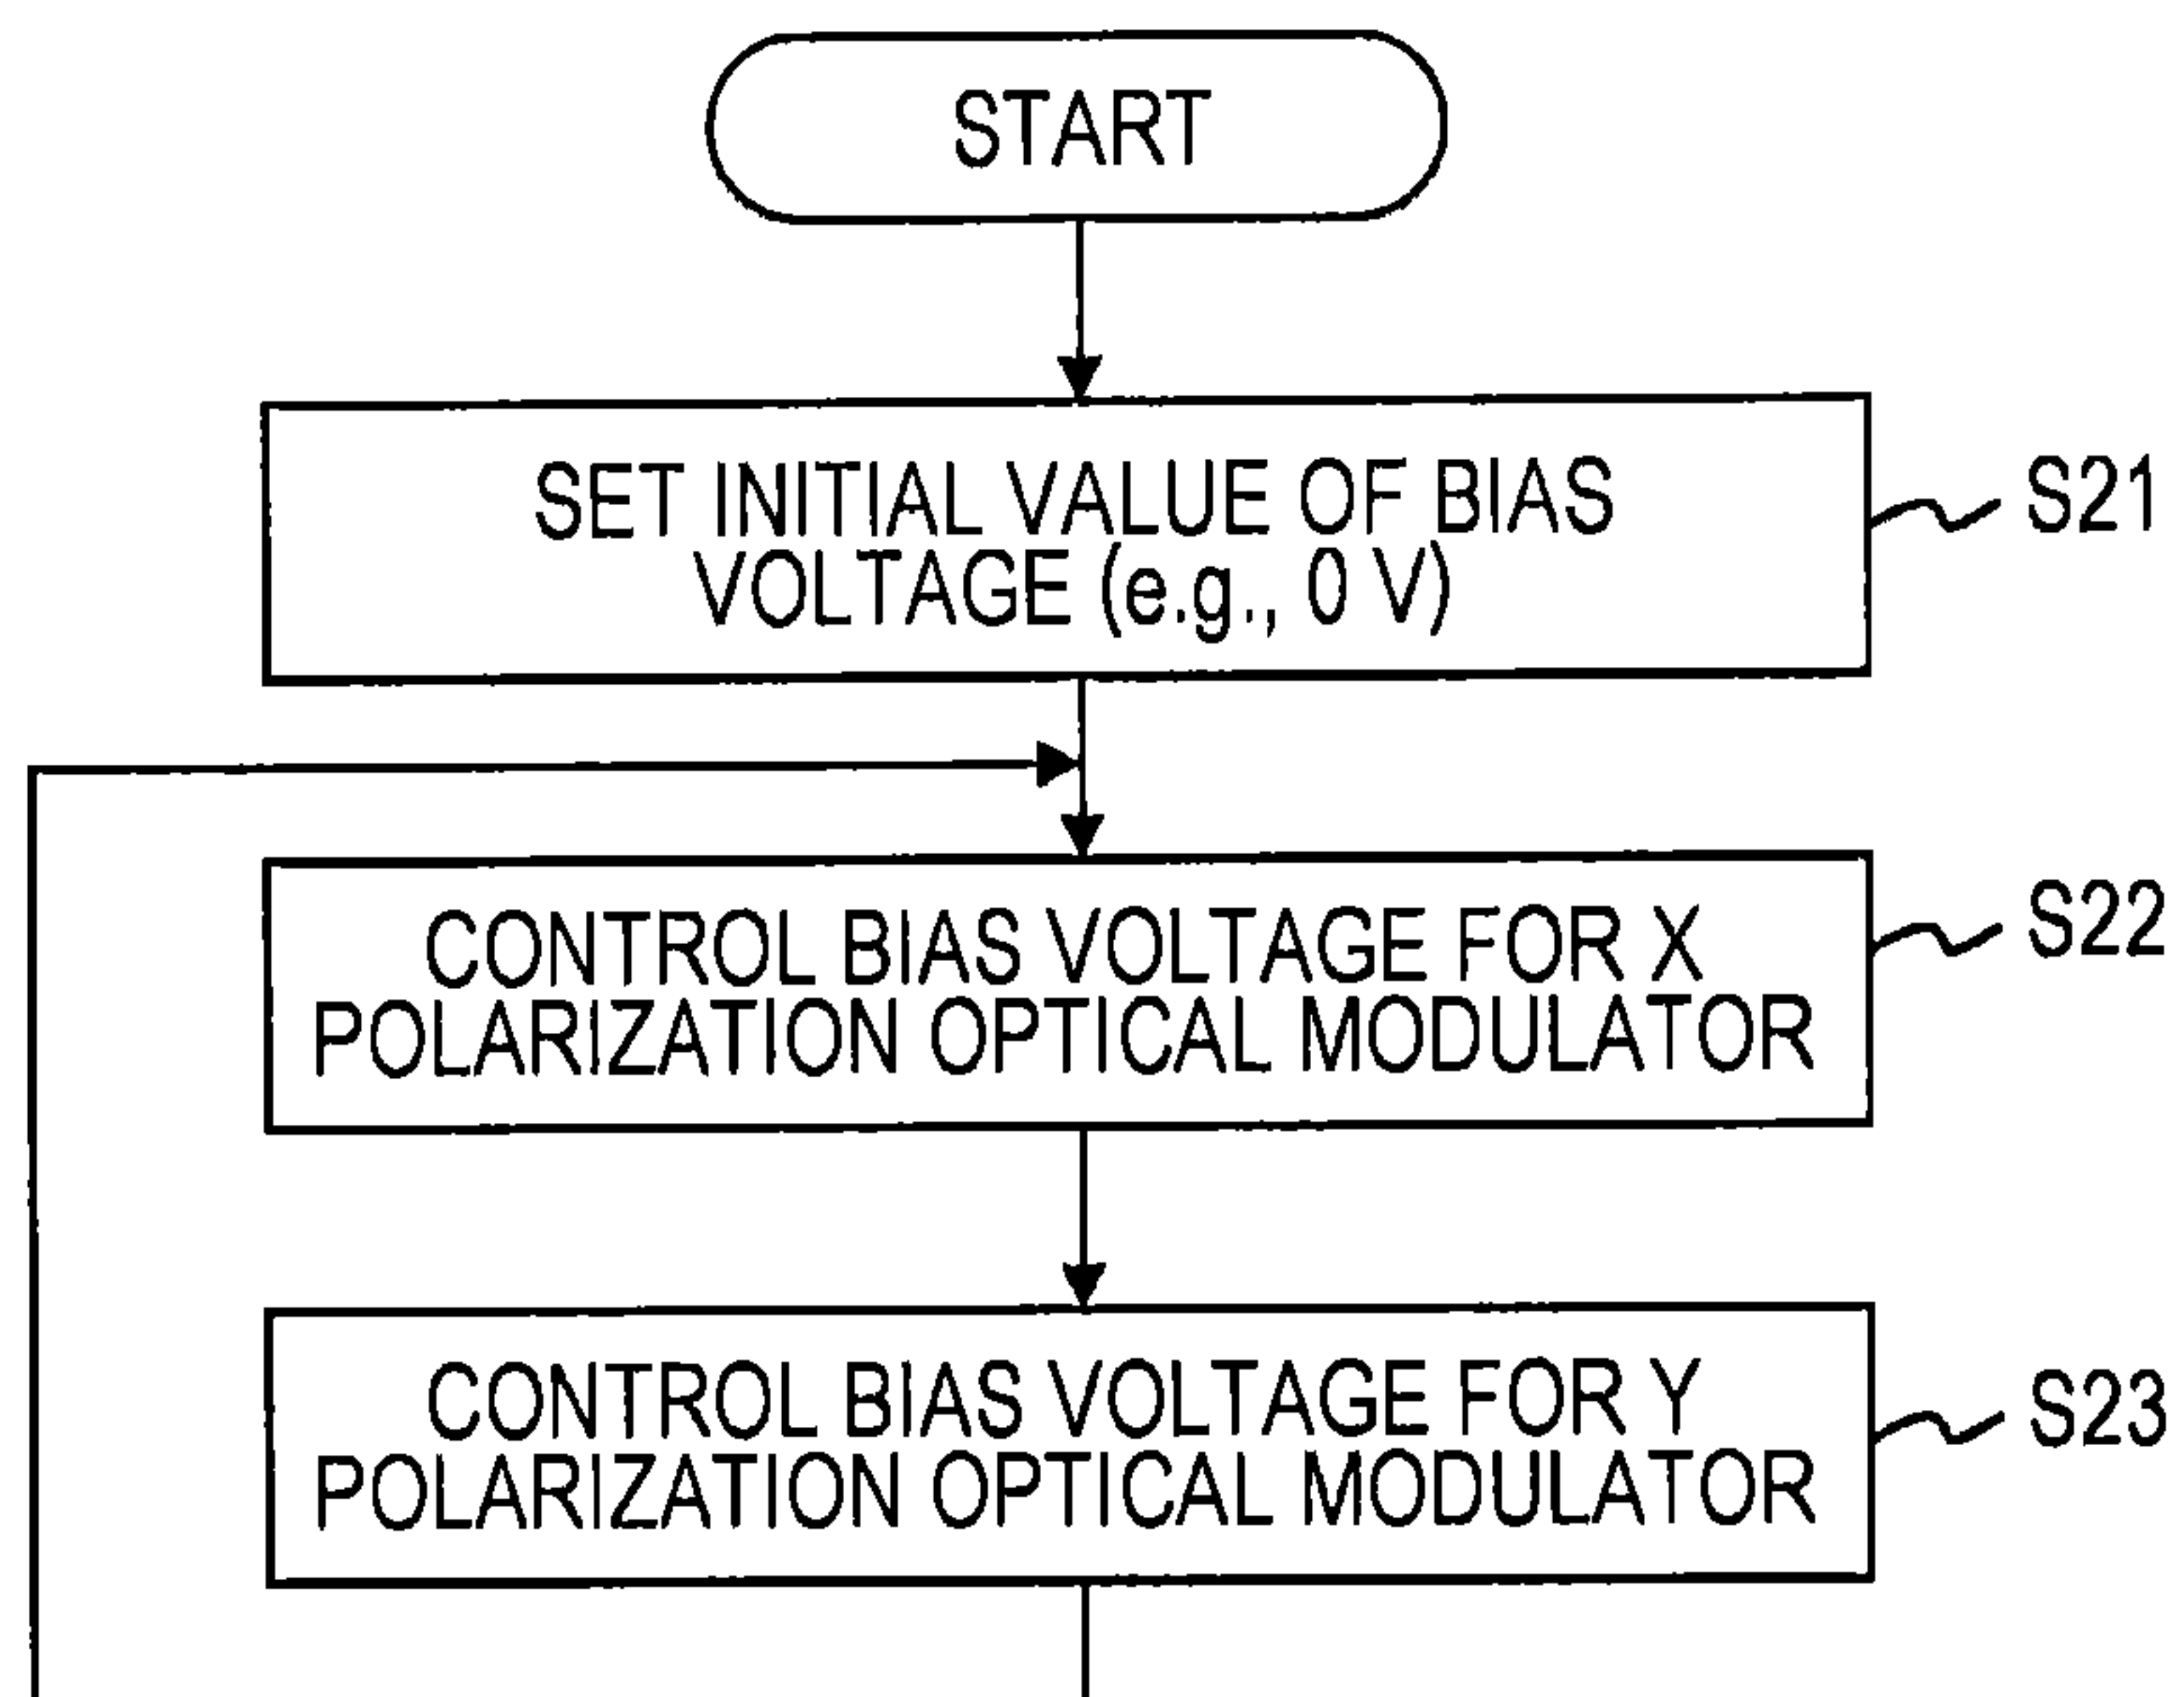 START
SET INITIAL VALUE OF BIAS
VOLTAGE (e.g., 0 V)
S21
CONTROL BIAS VOLTAGE FOR X
POLARIZATION OPTICAL MODULATOR
S22
CONTROL BIAS VOLTAGE FOR Y
POLARIZATION OPTICAL MODULATOR
S23